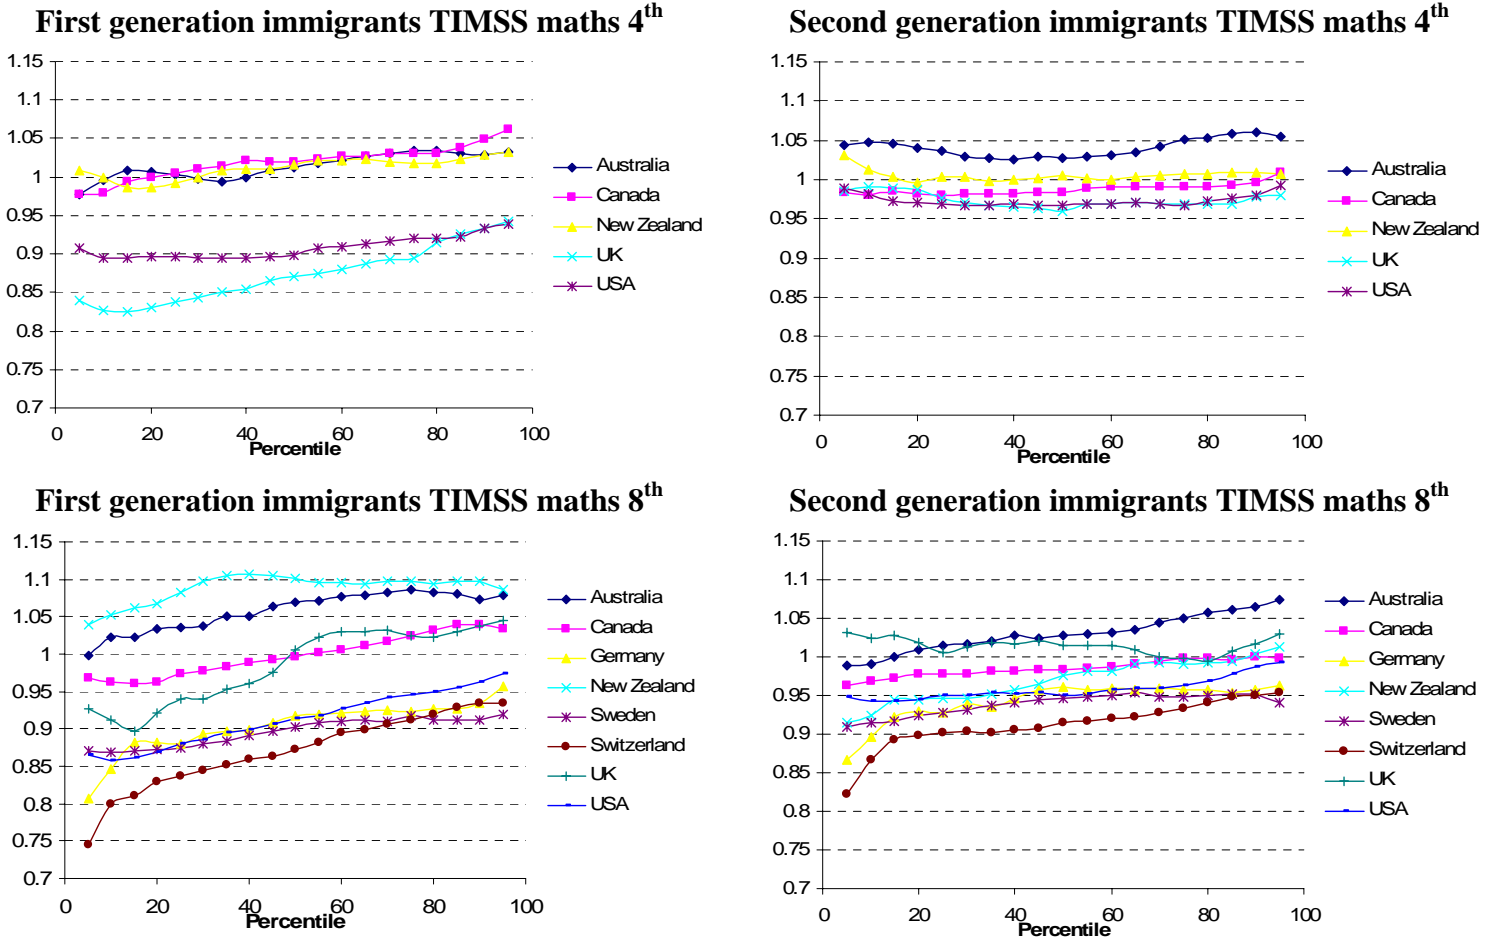 First generation immigrants TIMSS maths 4th
1.15
1.1
1.05
1
0.95
0.9
0.85
0.8
0.75
0.7
0 20 40 60 80 100
Percentile
Australia
Canada
New Zealand
UK
USA
Second generation immigrants TIMSS maths 4th
1.15
1.1
1.05
1
0.95
0.9
0.85
0.8
0.75
0.7
0 20 40 60 80 100
Percentile
Australia
Canada
New Zealand
UK
USA
First generation immigrants TIMSS maths 8th
1.15
1.1
1.05
1
0.95
0.9
0.85
0.8
0.75
0.7
0 20 40 60 80 100
Percentile
Australia
Canada
Germany
New Zealand
Sweden
Switzerland
UK
USA
Second generation immigrants TIMSS maths 8th
1.15
1.1
1.05
1
0.95
0.9
0.85
0.8
0.75
0.7
0 20 40 60 80 100
Percentile
Australia
Canada
Germany
New Zealand
Sweden
Switzerland
UK
USA